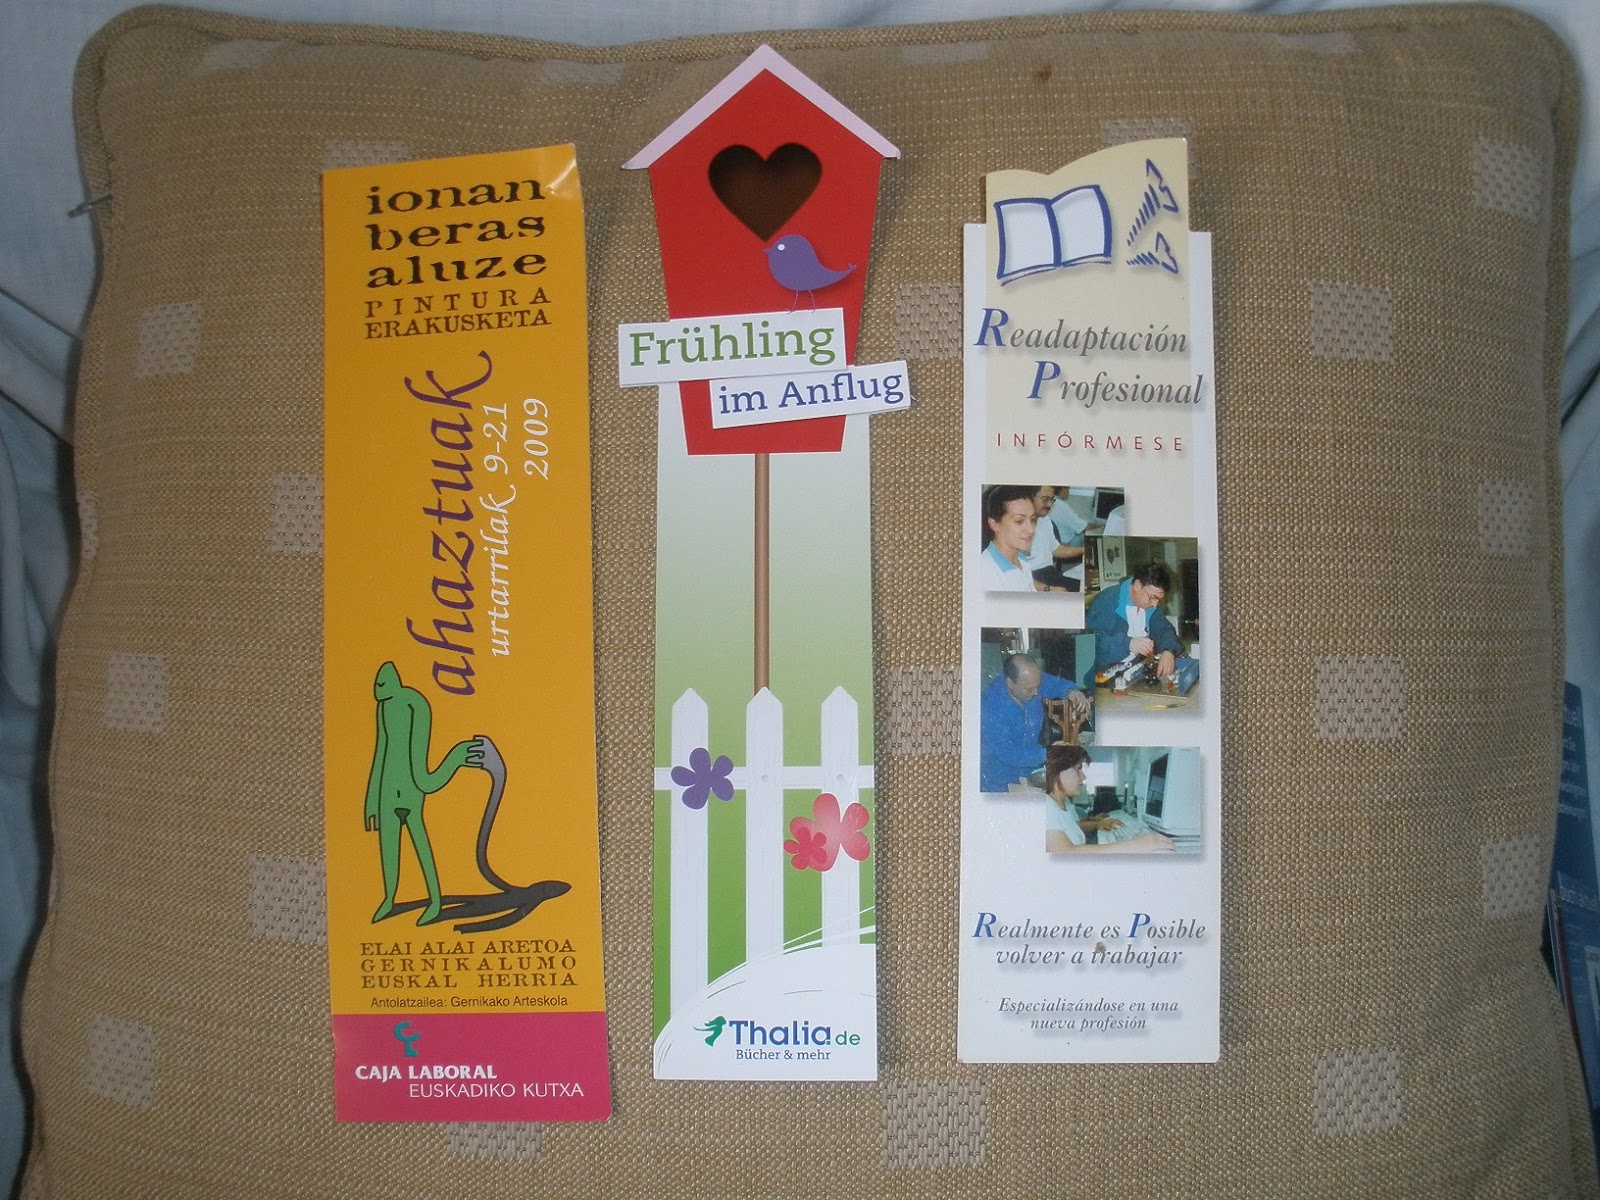 ionan
beras
aluze
PINTURA
ERAKUSKETA
ahaztuak
urtarrilak 9-21
2009
ELAI ALAI ARETOA
GERNIKALUMO
EUSKAL HERRIA
Antolatzailea: Gernikako Arteskola
CAJA LABORAL
EUSKADIKO KUTXA
Frühling
im Anflug
Thalia.de
Bücher & mehr
Readaptación
Profesional
INFÓRMESE
Realmente es Posible
volver a trabajar
Especializándose en una
nueva profesión